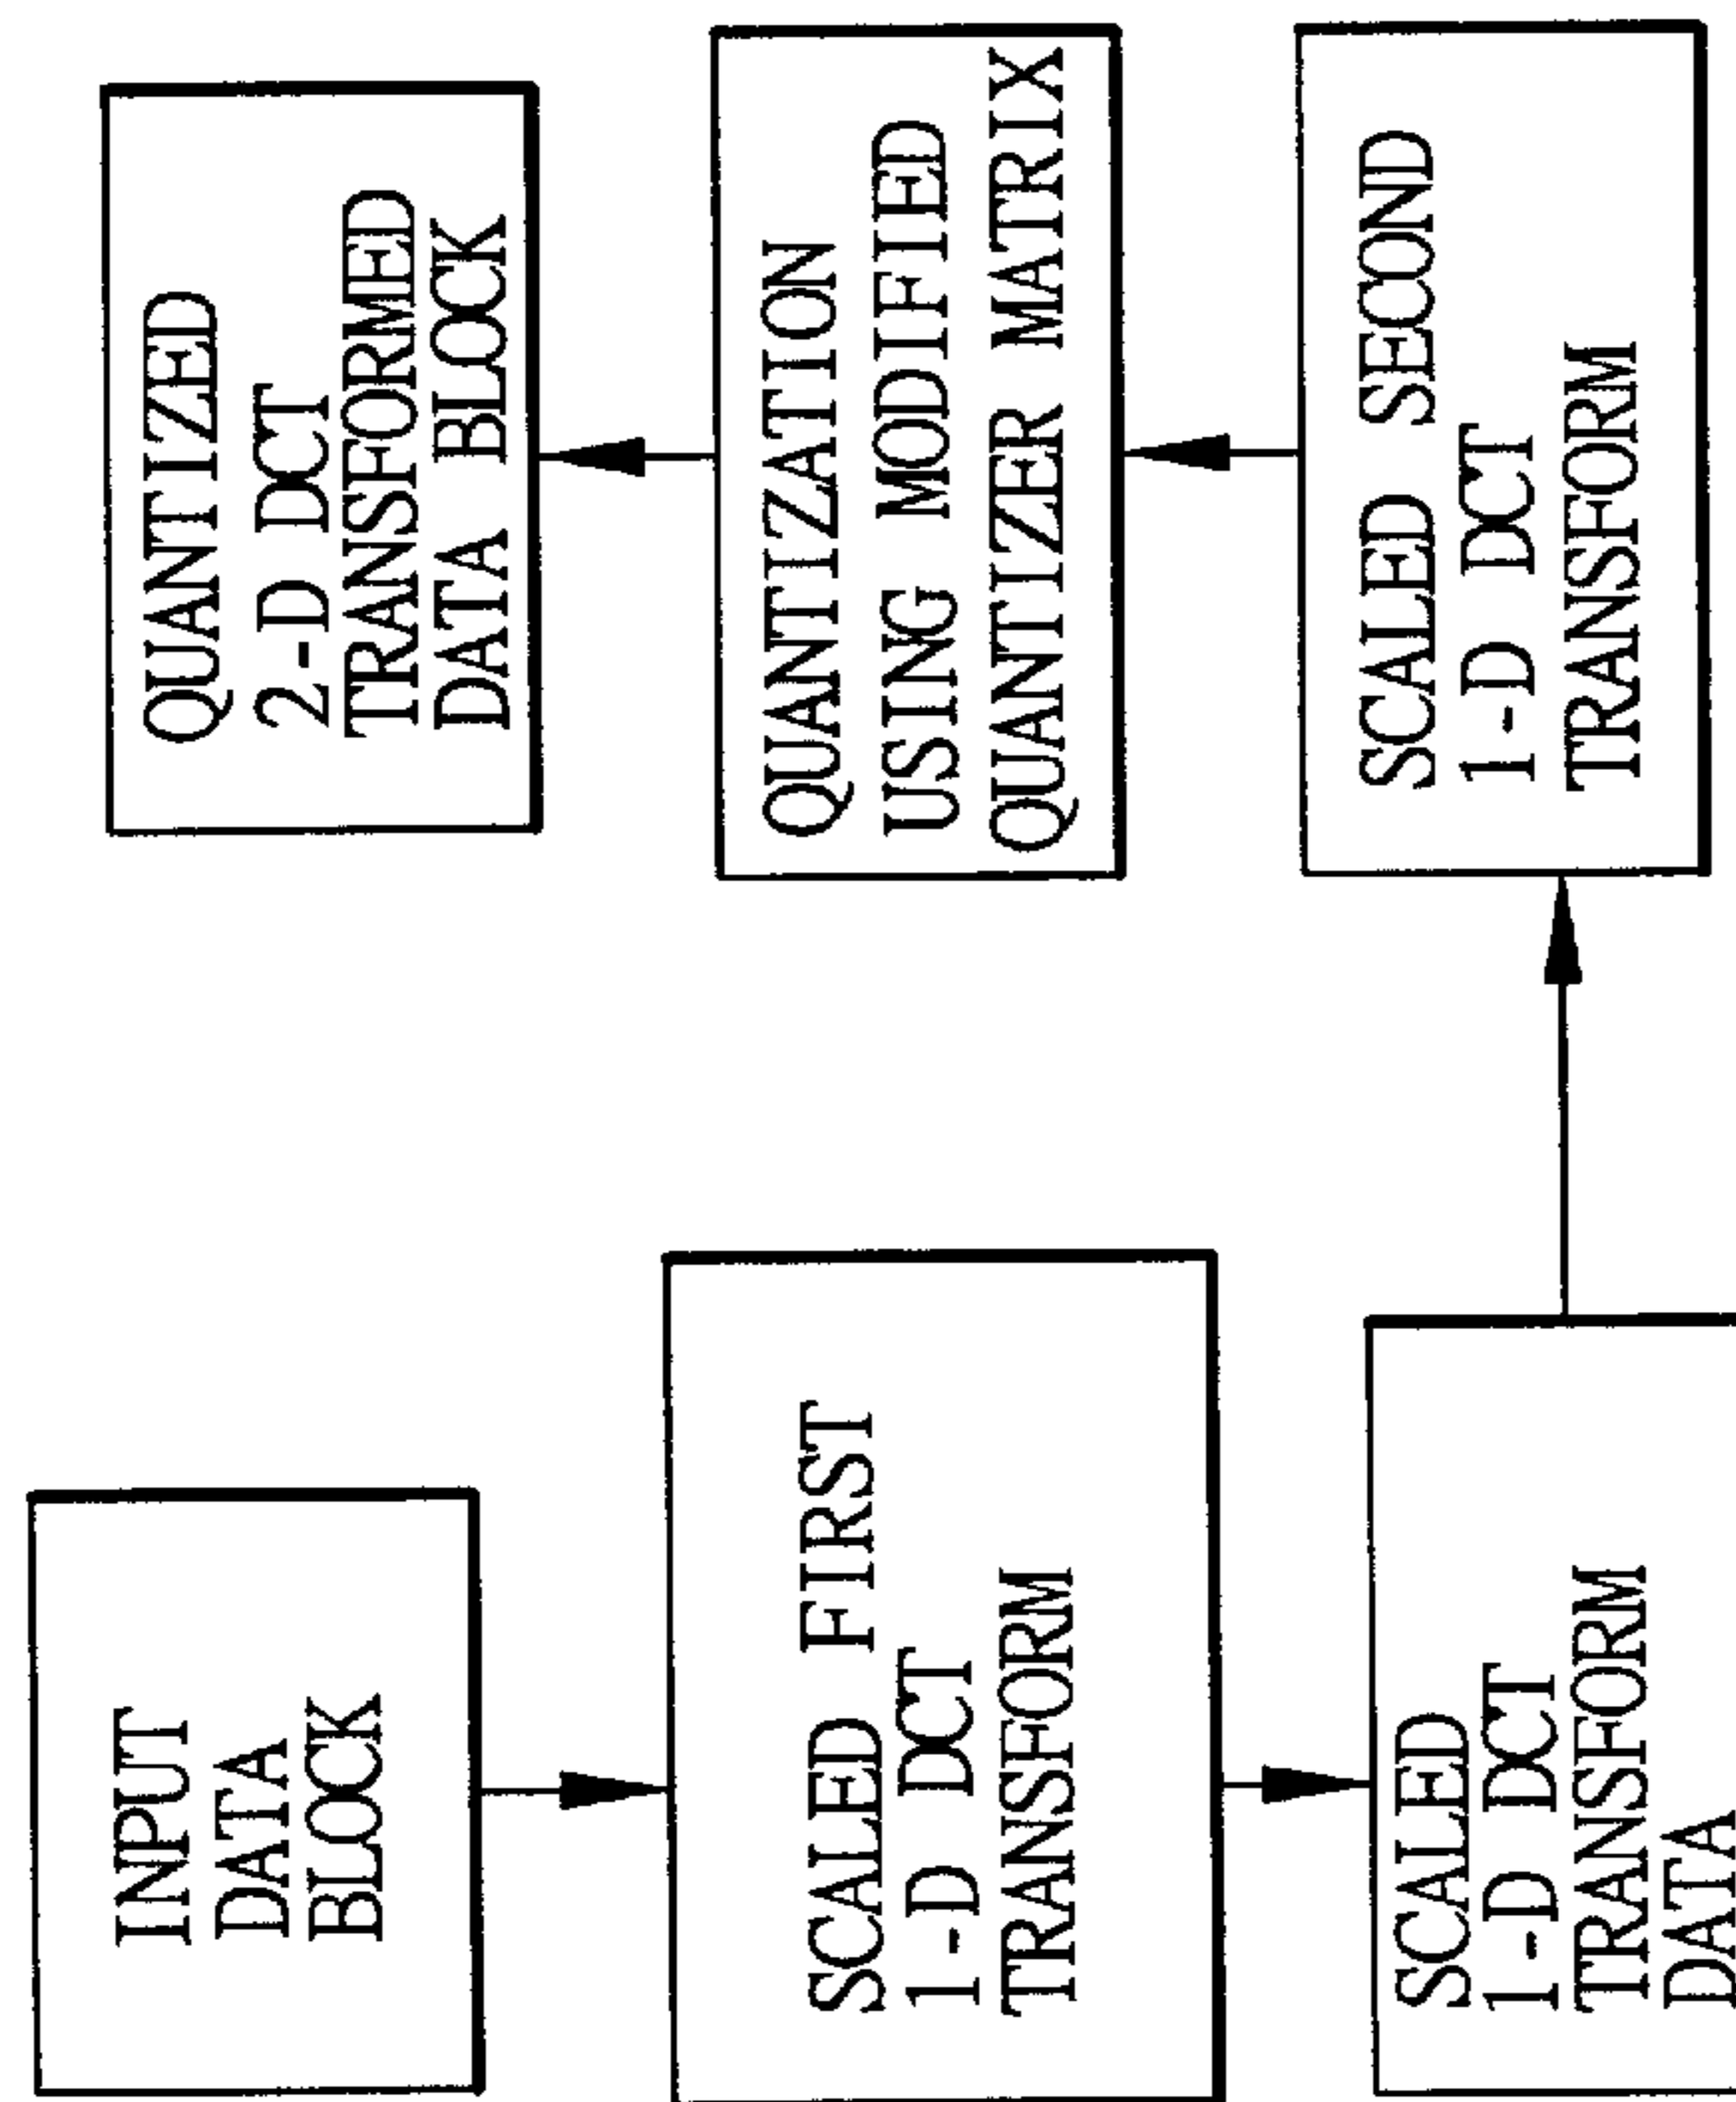 INPUT
DATA
BLOCK
SCALED FIRST
1-D DCT
TRANSFORM
SCALED
1-D DCT
TRANSFORM
DATA
SCALED SECOND
1-D DCT
TRANSFORM
QUANTIZATION
USING MODIFIED
QUANTIZER MATRIX
QUANTIZED
2-D DCT
TRANSFORMED
DATA BLOCK